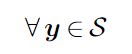 ∀ 𝒚 ∈ 𝒮